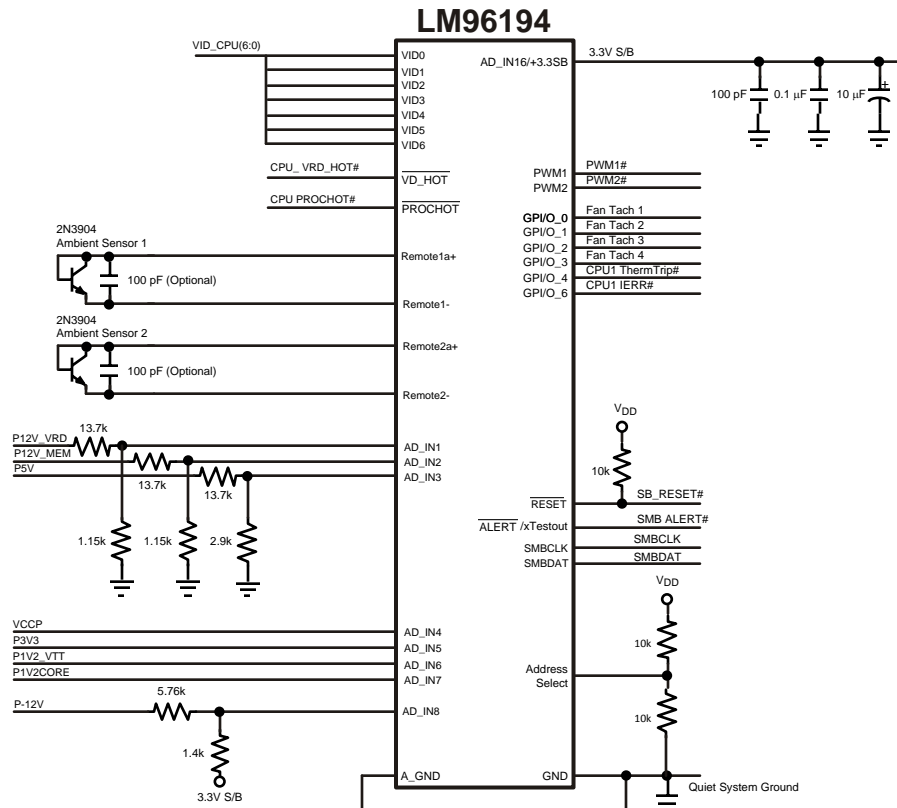 LM96194
VID_CPU(6:0)
VID0
VID1
VID2
VID3
VID4
VID5
VID6
CPU_ VRD_HOT#
VD_HOT
CPU PROCHOT#
PROCHOT
2N3904
Ambient Sensor 1
100 pF (Optional)
Remote1a+
Remote1-
2N3904
Ambient Sensor 2
100 pF (Optional)
Remote2a+
Remote2-
P12V_VRD
13.7k
AD_IN1
P12V_MEM
13.7k
AD_IN2
P5V
13.7k
AD_IN3
1.15k
1.15k
2.9k
VCCP
AD_IN4
P3V3
AD_IN5
P1V2_VTT
AD_IN6
P1V2CORE
AD_IN7
P-12V
5.76k
AD_IN8
1.4k
3.3V S/B
A_GND
AD_IN16/+3.3SB
3.3V S/B
100 pF
0.1 μF
10 μF
+
PWM1
PWM1#
PWM2
PWM2#
GPI/O_0
Fan Tach 1
GPI/O_1
Fan Tach 2
GPI/O_2
Fan Tach 3
GPI/O_3
Fan Tach 4
GPI/O_4
CPU1 ThermTrip#
GPI/O_6
CPU1 IERR#
VDD
10k
RESET
SB_RESET#
ALERT /xTestout
SMB ALERT#
SMBCLK
SMBCLK
SMBDAT
SMBDAT
VDD
10k
Address
Select
10k
GND
Quiet System Ground